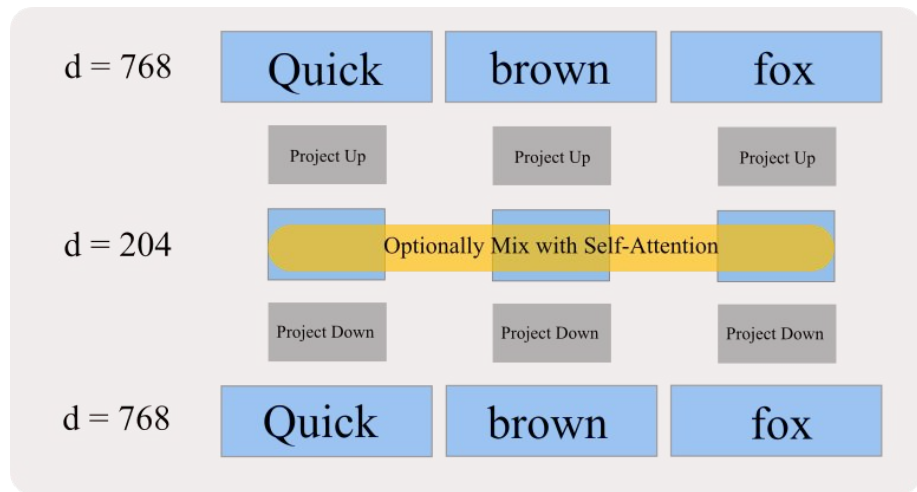 d = 768 Quick brown fox
Project Up Project Up Project Up
d = 204 Optionally Mix with Self-Attention
Project Down Project Down Project Down
d = 768 Quick brown fox